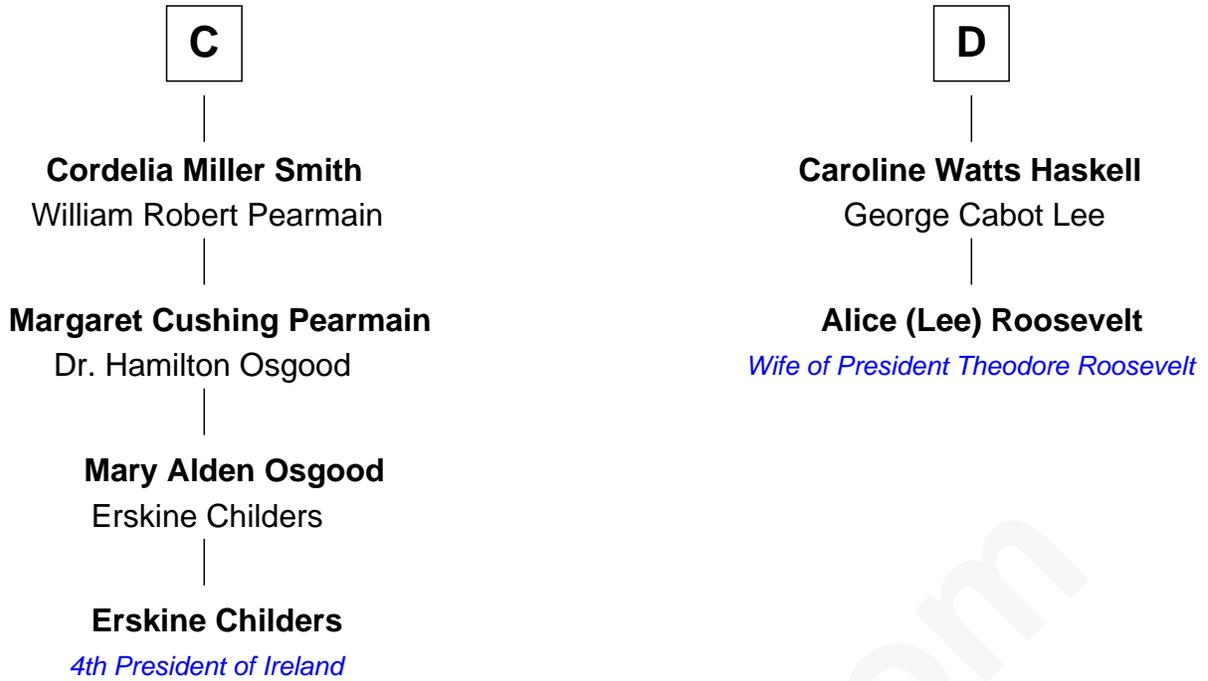 C
Cordelia Miller Smith
William Robert Pearmain
Margaret Cushing Pearmain
Dr. Hamilton Osgood
Mary Alden Osgood
Erskine Childers
Erskine Childers
4th President of Ireland
D
Caroline Watts Haskell
George Cabot Lee
Alice (Lee) Roosevelt
Wife of President Theodore Roosevelt
om